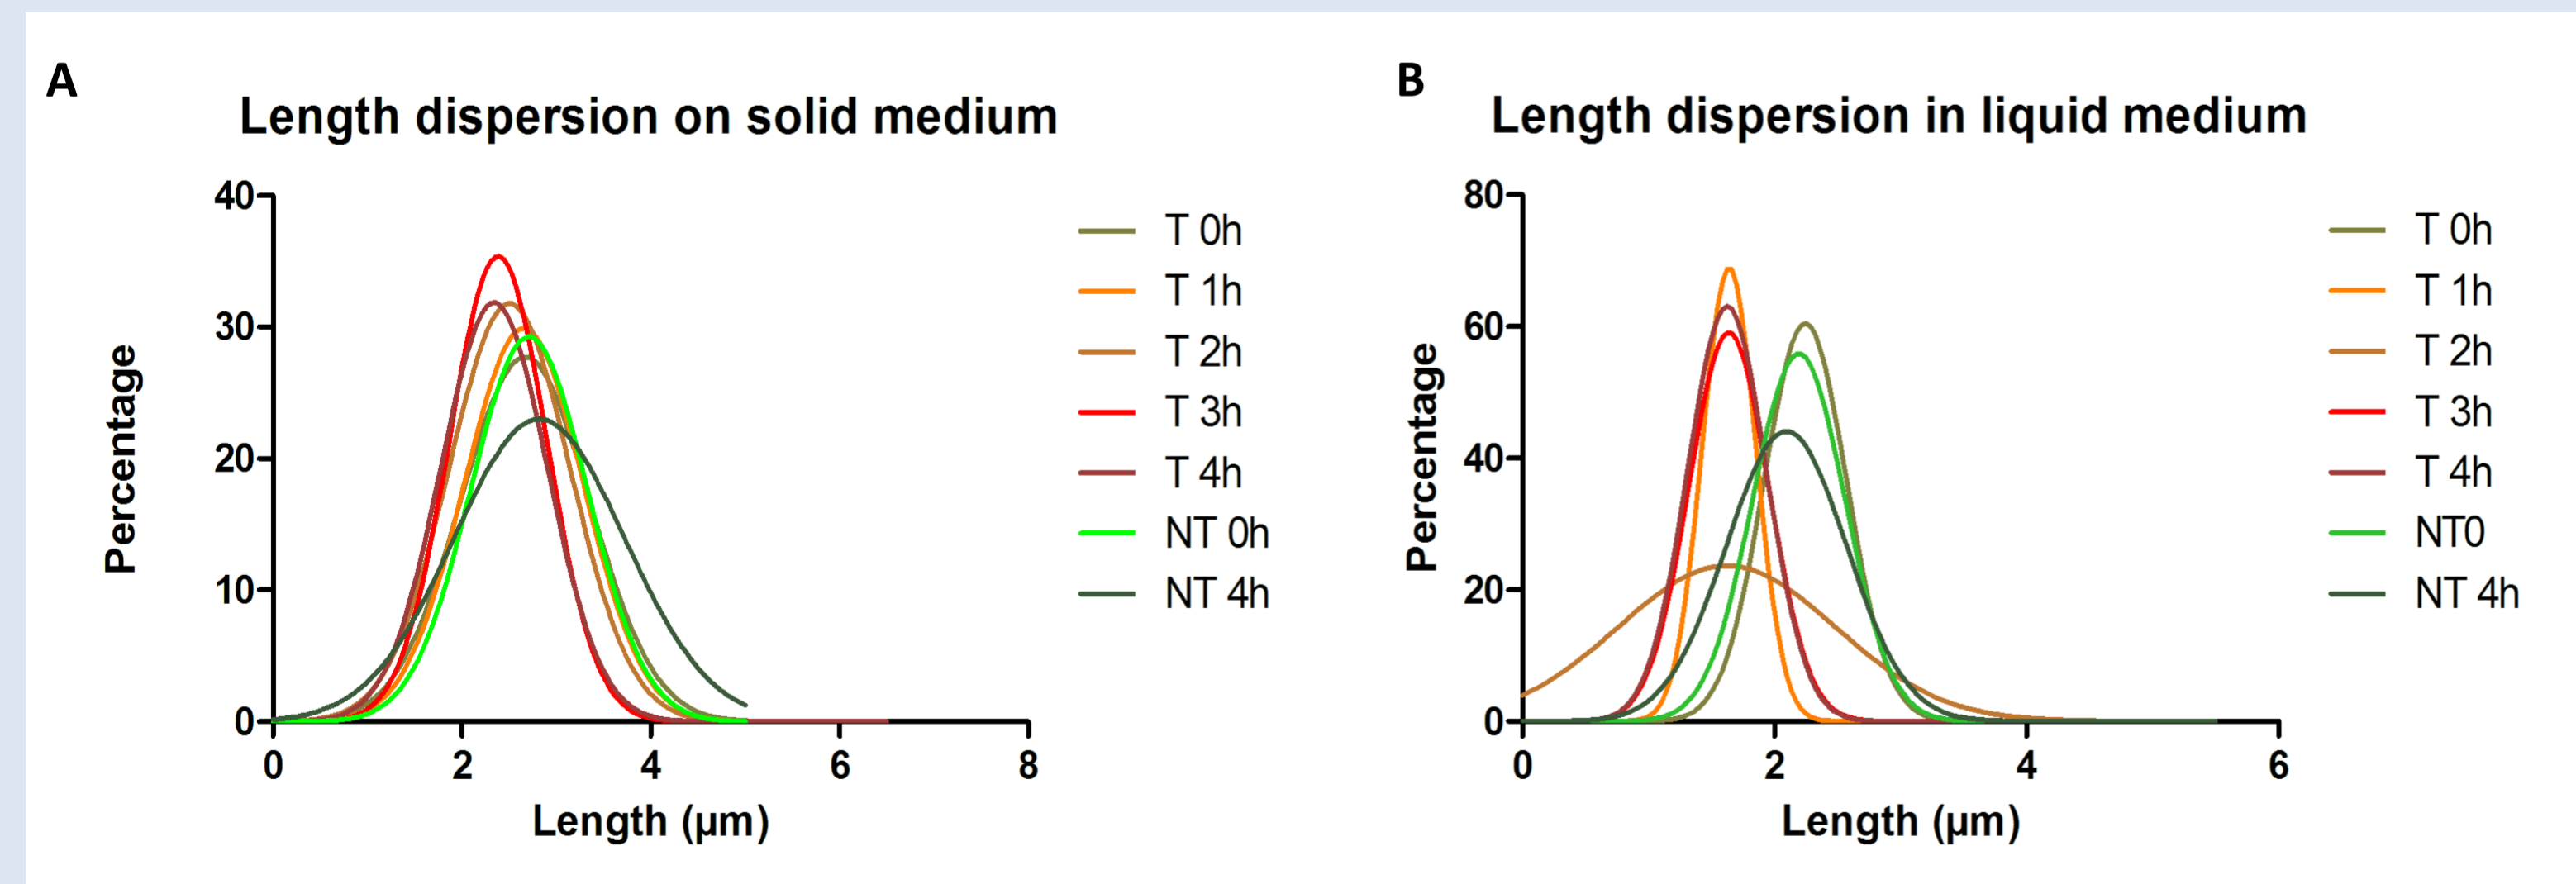 A
Length dispersion on solid medium
40
30
20
10
0
0 2 4 6 8
Percentage
Length (µm)
T 0h
T 1h
T 2h
T 3h
T 4h
NT 0h
NT 4h
B
Length dispersion in liquid medium
80
60
40
20
0
0 2 4 6
Percentage
Length (µm)
T 0h
T 1h
T 2h
T 3h
T 4h
NT0
NT 4h